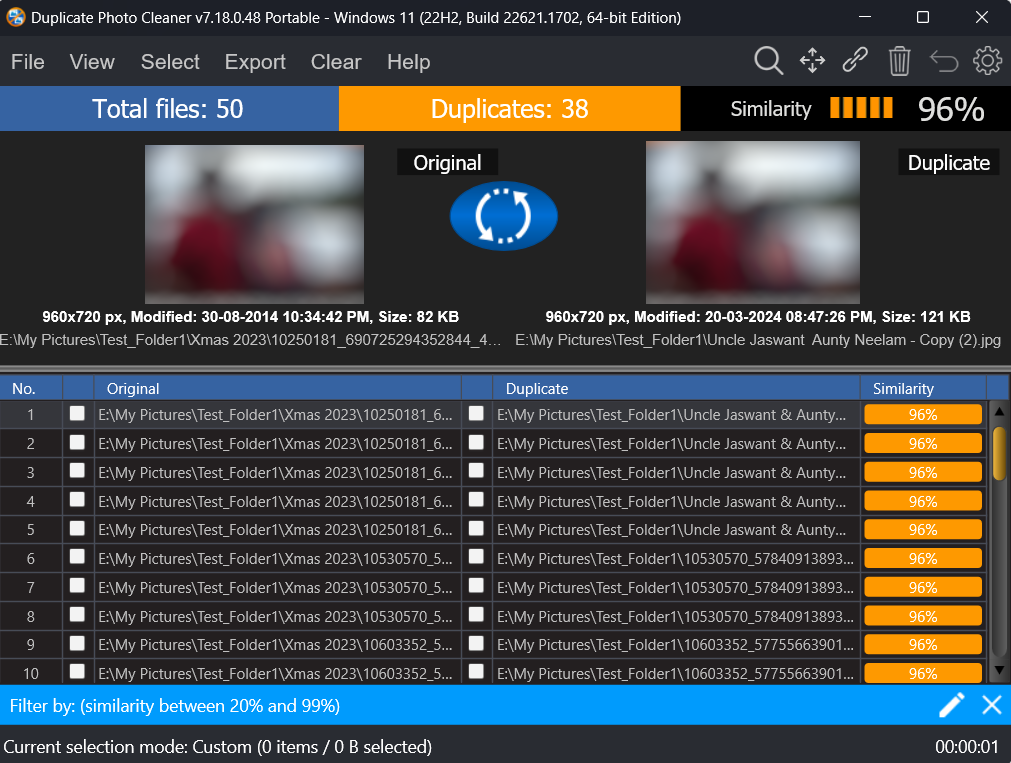 Duplicate Photo Cleaner v7.18.0.48 Portable - Windows 11 (22H2, Build 22621.1702, 64-bit Edition)
File View Select Export Clear Help
Total files: 50 Duplicates: 38 Similarity 96%
Original Duplicate
960x720 px, Modified: 30-08-2014 10:34:42 PM, Size: 82 KB 960x720 px, Modified: 20-03-2024 08:47:26 PM, Size: 121 KB
E:\My Pictures\Test_Folder1\Xmas 2023\10250181_690725294352844_4... E:\My Pictures\Test_Folder1\Uncle Jaswant  Aunty Neelam - Copy (2).jpg
No. Original Duplicate Similarity
1 E:\My Pictures\Test_Folder1\Xmas 2023\10250181_6... E:\My Pictures\Test_Folder1\Uncle Jaswant & Aunty... 96%
2 E:\My Pictures\Test_Folder1\Xmas 2023\10250181_6... E:\My Pictures\Test_Folder1\Uncle Jaswant & Aunty... 96%
3 E:\My Pictures\Test_Folder1\Xmas 2023\10250181_6... E:\My Pictures\Test_Folder1\Uncle Jaswant & Aunty... 96%
4 E:\My Pictures\Test_Folder1\Xmas 2023\10250181_6... E:\My Pictures\Test_Folder1\Uncle Jaswant & Aunty... 96%
5 E:\My Pictures\Test_Folder1\Xmas 2023\10250181_6... E:\My Pictures\Test_Folder1\Uncle Jaswant & Aunty... 96%
6 E:\My Pictures\Test_Folder1\Xmas 2023\10530570_5... E:\My Pictures\Test_Folder1\10530570_57840913893... 96%
7 E:\My Pictures\Test_Folder1\Xmas 2023\10530570_5... E:\My Pictures\Test_Folder1\10530570_57840913893... 96%
8 E:\My Pictures\Test_Folder1\Xmas 2023\10530570_5... E:\My Pictures\Test_Folder1\10530570_57840913893... 96%
9 E:\My Pictures\Test_Folder1\Xmas 2023\10603352_5... E:\My Pictures\Test_Folder1\10603352_57755663901... 96%
10 E:\My Pictures\Test_Folder1\Xmas 2023\10603352_5... E:\My Pictures\Test_Folder1\10603352_57755663901... 96%
Filter by: (similarity between 20% and 99%)
Current selection mode: Custom (0 items / 0 B selected) 00:00:01